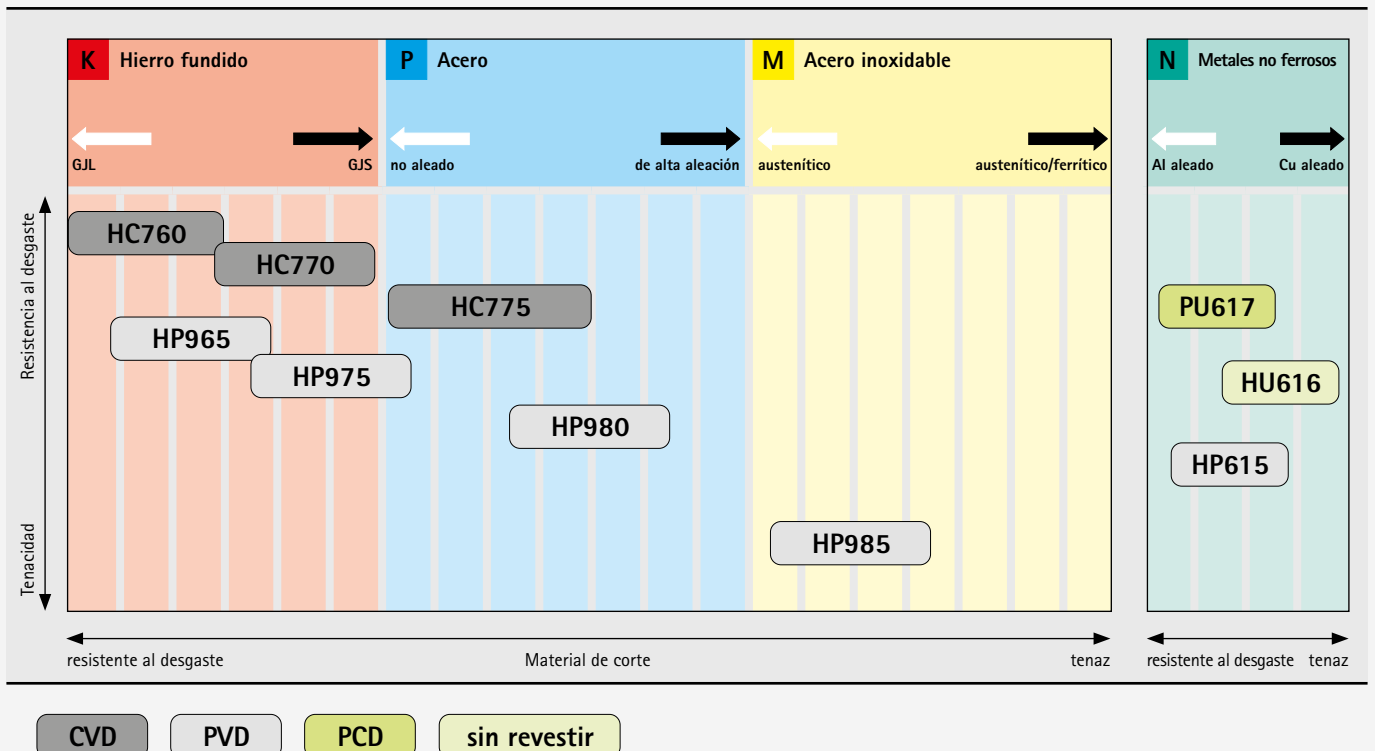 K Hierro fundido
P Acero
M Acero inoxidable
N Metales no ferrosos
GJL
GJS
no aleado
de alta aleación
austenítico
austenítico/ferrítico
Al aleado
Cu aleado
Resistencia al desgaste
Tenacidad
HC760
HC770
HC775
HP965
HP975
HP980
HP985
PU617
HU616
HP615
resistente al desgaste
Material de corte
tenaz
resistente al desgaste
tenaz
CVD
PVD
PCD
sin revestir